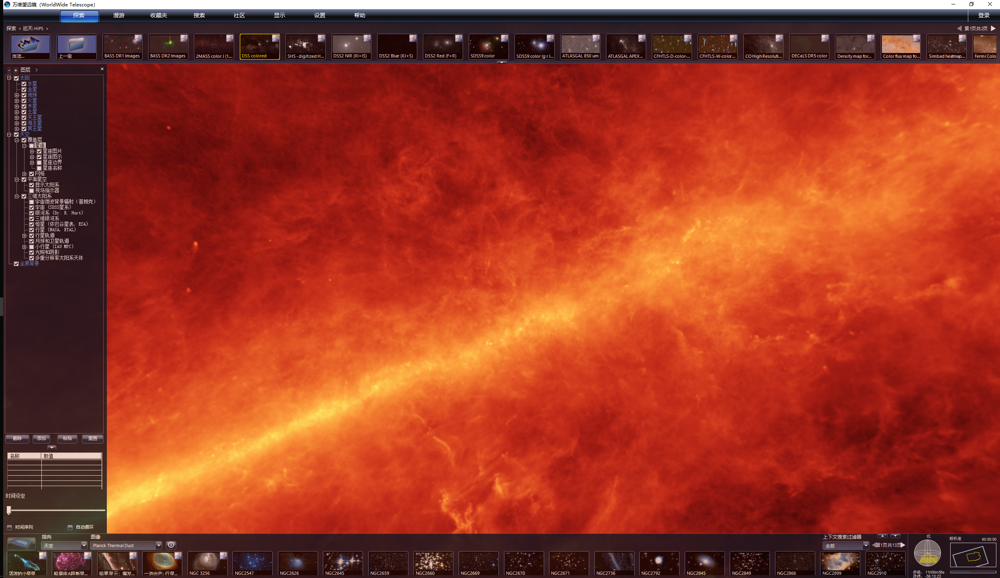 万维望远镜（WorldWide Telescope）
探索 漫游 收藏夹 搜索 社区 显示 设置 帮助 登录
探索 > 巡天-HiPS >
第1页共2页
浏览... 上一级 BASS DR1 Images BASS DR2 Images 2MASS color J (1.... DSS colored SHS - digitized H... DSS2 NIR (XI+IS) DSS2 Blue (XJ+S) DSS2 Red (F+R) SDSS9 color SDSS9 color (g r I... ATLASGAL 850 um ATLASGAL APEX... CFHTLS-D-color-... CFHTLS-W-color... CO High Resoluti... DECaLS DR5 color Density map for... Color flux map fo... Simbad heatmap... Fermi Colo
- + 图层 >
太阳
水星
金星
地球
火星
木星
土星
天王星
海王星
冥王星
天空
覆盖层
星座
星座图片
星座图示
星座边界
星座名称
网格
平面星空
显示太阳系
视场指示器
三维太阳系
宇宙微波背景辐射（普朗克）
宇宙 (SDSS星系)
银河系 (Dr. R. Hurt)
三维银河系
恒星 (依巴谷星表, ESA)
行星 (NASA, ETAL)
行星轨道
月球和卫星轨道
小行星 (IAU MPC)
光照和阴影
多重分辨率太阳系天体
全黑背景
删除 添加 粘贴 重置
名称 取值
时间设定
时间序列 自动循环
指向 图像
天空 Planck Thermal Dust
上下文搜索过滤器
全部 第1页共13页
活泼的小星星 船尾座A超新星... 铅笔星云：爆发... 一池光芒: 行星... NGC 3256 NGC2547 NGC2626 NGC2645 NGC2659 NGC2660 NGC2669 NGC2670 NGC2671 NGC2736 NGC2792 NGC2845 NGC2849 NGC2866 NGC2899 NGC2910
北
船帆座 60:00:00
赤经: 11h00m56s
赤纬: -56:13:23